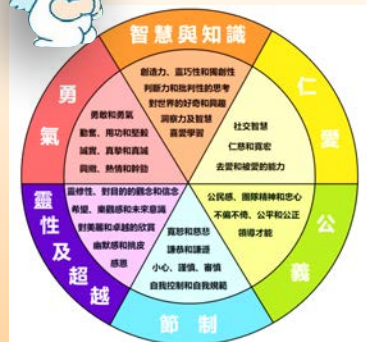 智慧與知識
創造力、靈巧性和獨創性
判斷力和批判性的思考
對世界的好奇和興趣
洞察力及智慧
喜愛學習
仁愛
社交智慧
仁慈和寬宏
去愛和被愛的能力
公義
公民感、團隊精神和忠心
不偏不倚、公平和公正
領導才能
節制
寬恕和慈悲
謙恭和謙遜
小心、謹慎、審慎
自我控制和自我規範
靈性及超越
靈修性、對目的的觀念和信念
希望、樂觀感和未來意識
對美麗和卓越的欣賞
幽默感和挑皮
感恩
勇氣
勇敢和勇氣
勤奮、用功和堅毅
誠實、真摯和真誠
興緻、熱情和幹勁